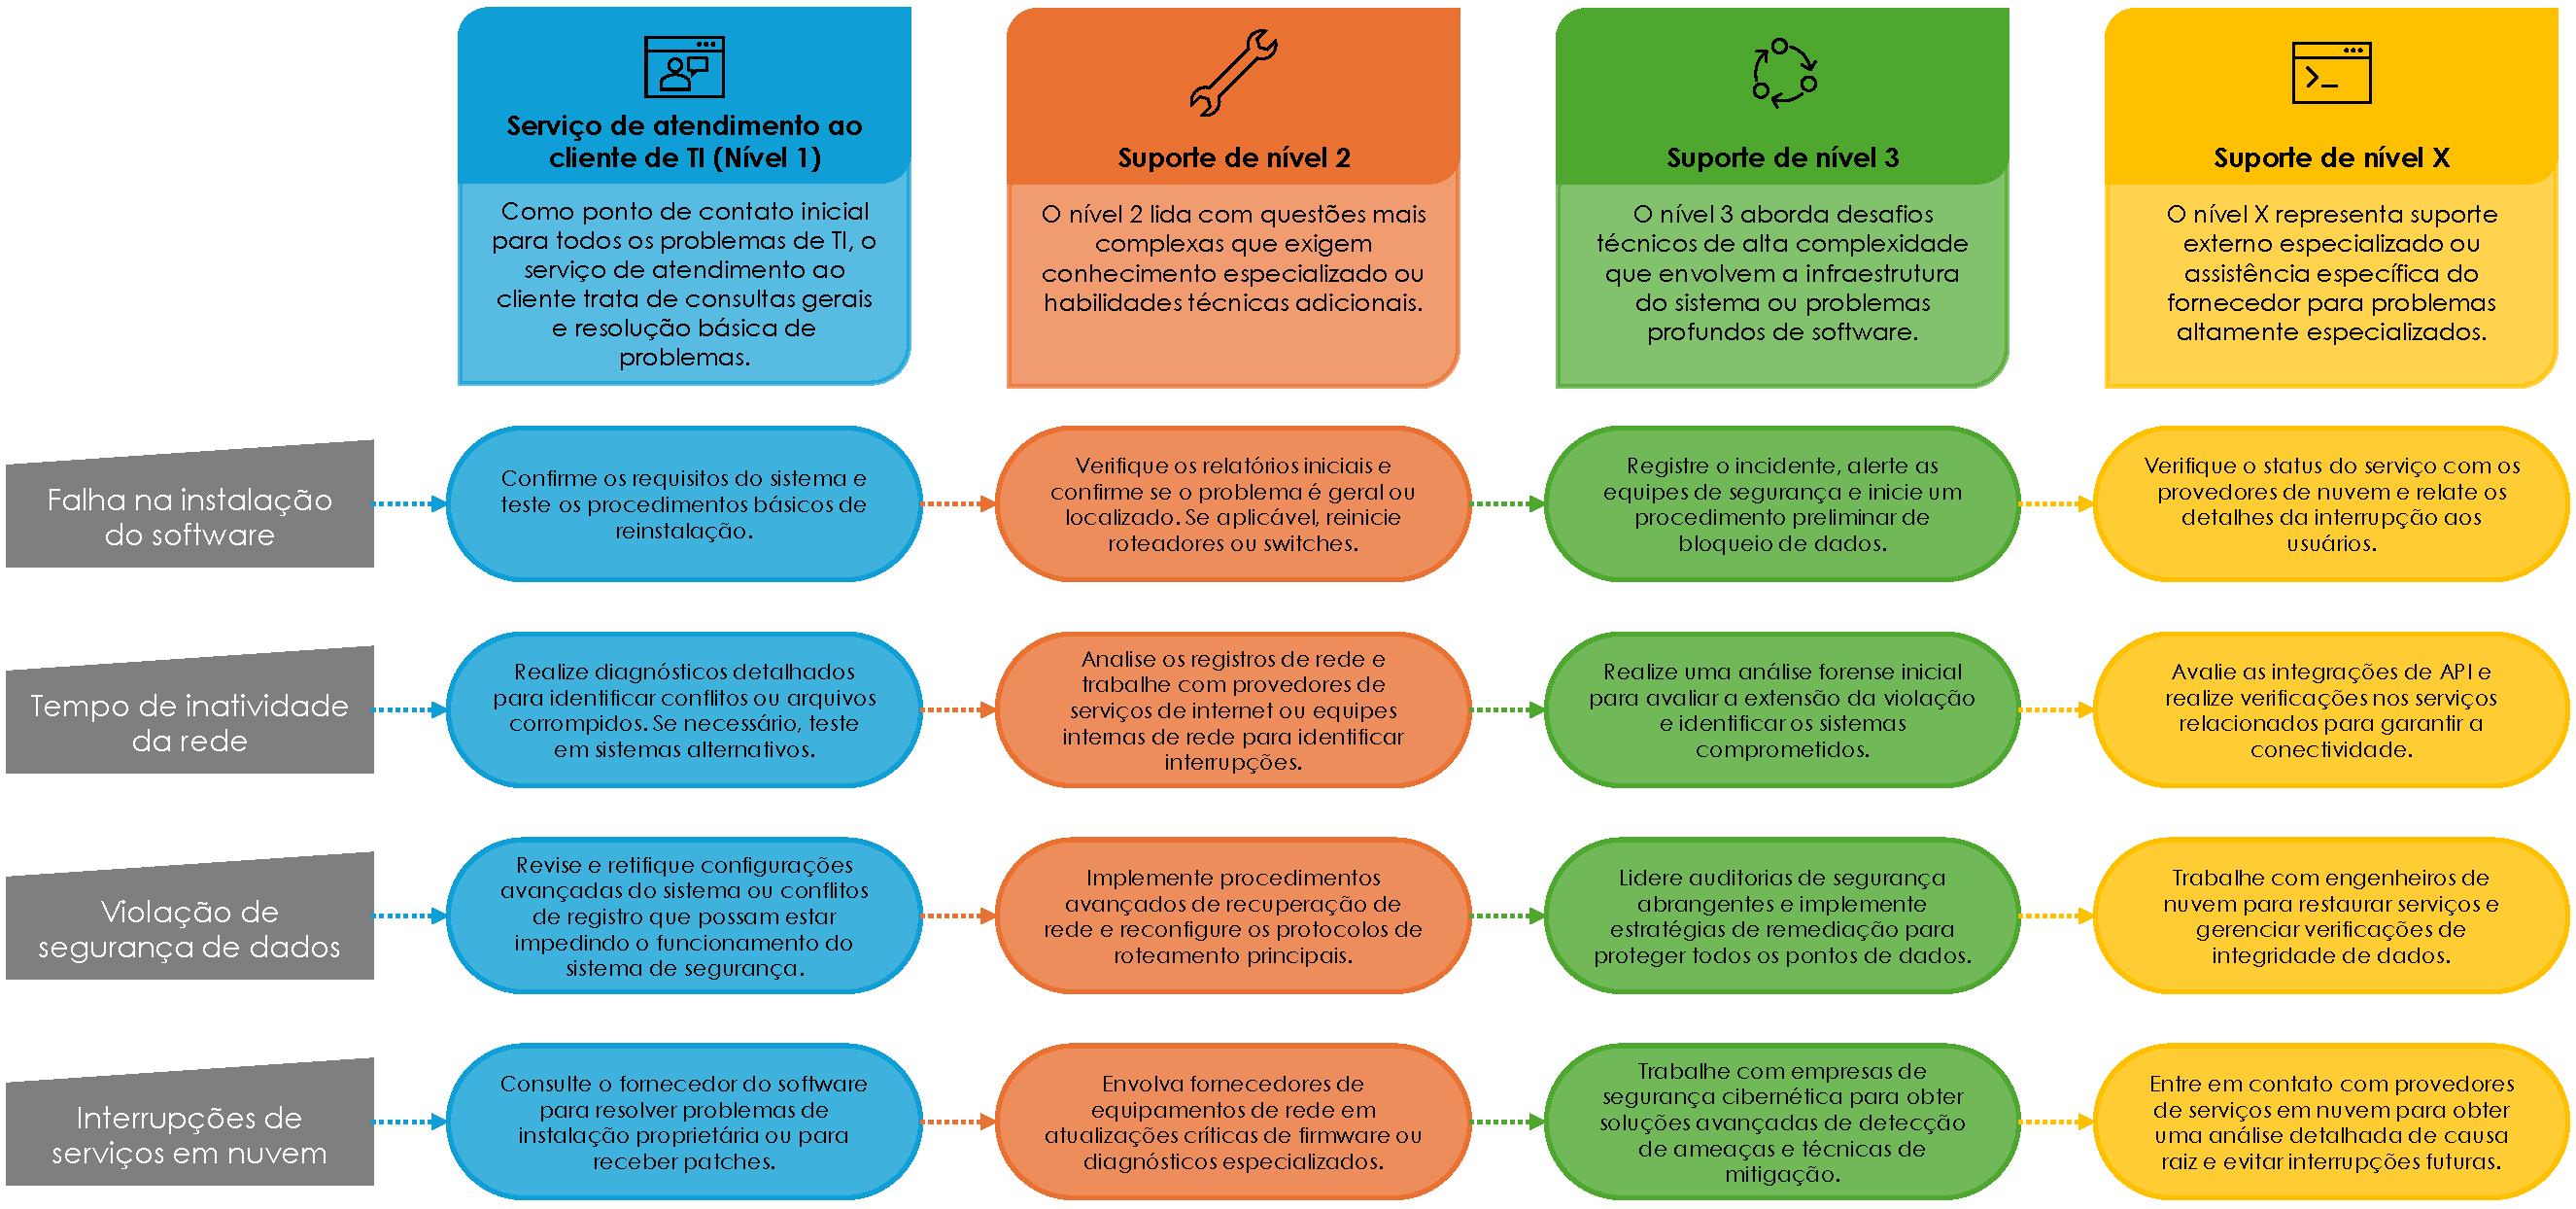 Serviço de atendimento ao
cliente de TI (Nível 1)
Como ponto de contato inicial
para todos os problemas de TI, o
serviço de atendimento ao
cliente trata de consultas gerais
e resolução básica de
problemas.
Suporte de nível 2
O nível 2 lida com questões mais
complexas que exigem
conhecimento especializado ou
habilidades técnicas adicionais.
Suporte de nível 3
O nível 3 aborda desafios
técnicos de alta complexidade
que envolvem a infraestrutura
do sistema ou problemas
profundos de software.
Suporte de nível X
O nível X representa suporte
externo especializado ou
assistência específica do
fornecedor para problemas
altamente especializados.
Falha na instalação
do software
Confirme os requisitos do sistema e
teste os procedimentos básicos de
reinstalação.
Verifique os relatórios iniciais e
confirme se o problema é geral ou
localizado. Se aplicável, reinicie
roteadores ou switches.
Registre o incidente, alerte as
equipes de segurança e inicie um
procedimento preliminar de
bloqueio de dados.
Verifique o status do serviço com os
provedores de nuvem e relate os
detalhes da interrupção aos
usuários.
Tempo de inatividade
da rede
Realize diagnósticos detalhados
para identificar conflitos ou arquivos
corrompidos. Se necessário, teste
em sistemas alternativos.
Analise os registros de rede e
trabalhe com provedores de
serviços de internet ou equipes
internas de rede para identificar
interrupções.
Realize uma análise forense inicial
para avaliar a extensão da violação
e identificar os sistemas
comprometidos.
Avalie as integrações de API e
realize verificações nos serviços
relacionados para garantir a
conectividade.
Violação de
segurança de dados
Revise e retifique configurações
avançadas do sistema ou conflitos
de registro que possam estar
impedindo o funcionamento do
sistema de segurança.
Implemente procedimentos
avançados de recuperação de
rede e reconfigure os protocolos de
roteamento principais.
Lidere auditorias de segurança
abrangentes e implemente
estratégias de remediação para
proteger todos os pontos de dados.
Trabalhe com engenheiros de
nuvem para restaurar serviços e
gerenciar verificações de
integridade de dados.
Interrupções de
serviços em nuvem
Consulte o fornecedor do software
para resolver problemas de
instalação proprietária ou para
receber patches.
Envolva fornecedores de
equipamentos de rede em
atualizações críticas de firmware ou
diagnósticos especializados.
Trabalhe com empresas de
segurança cibernética para obter
soluções avançadas de detecção
de ameaças e técnicas de
mitigação.
Entre em contato com provedores
de serviços em nuvem para obter
uma análise detalhada de causa
raiz e evitar interrupções futuras.